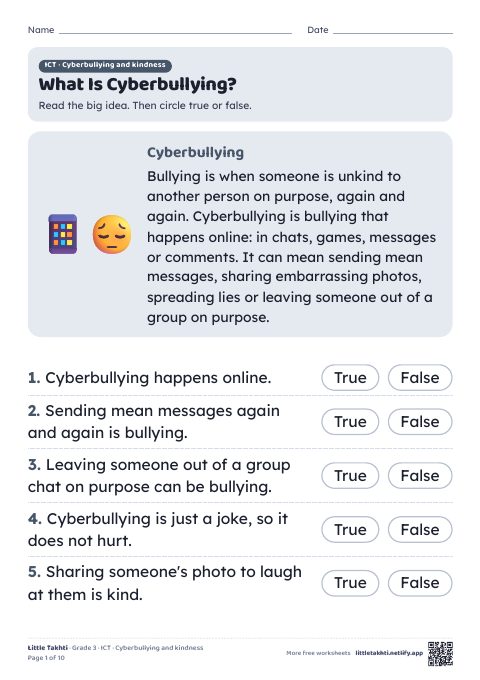 Name
Date
ICT · Cyberbullying and kindness
What Is Cyberbullying?
Read the big idea. Then circle true or false.
Cyberbullying
Bullying is when someone is unkind to
another person on purpose, again and
again. Cyberbullying is bullying that
happens online: in chats, games, messages
or comments. It can mean sending mean
messages, sharing embarrassing photos,
spreading lies or leaving someone out of a
group on purpose.
1. Cyberbullying happens online.
True False
2. Sending mean messages again
and again is bullying.
True False
3. Leaving someone out of a group
chat on purpose can be bullying.
True False
4. Cyberbullying is just a joke, so it
does not hurt.
True False
5. Sharing someone's photo to laugh
at them is kind.
True False
Little Takhti · Grade 3 · ICT · Cyberbullying and kindness
Page 1 of 10
More free worksheets · littletakhti.netlify.app